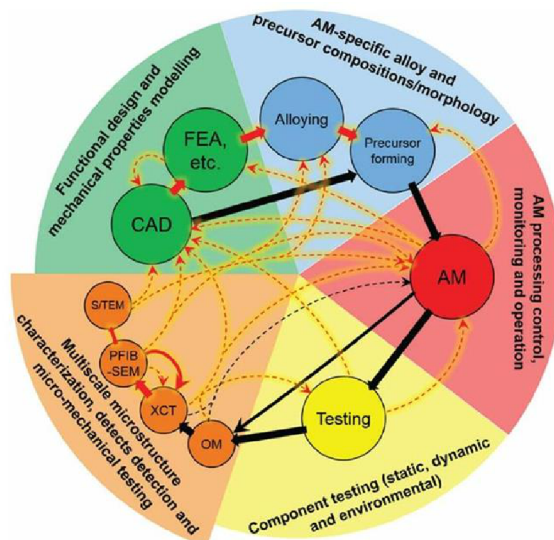 AM-specific alloy and
precursor compositions/morphology
Functional design and
mechanical properties modelling
Alloying
FEA,
etc.
Precursor
forming
CAD
AM processing control,
monitoring and operation
AM
S/TEM
PFIB
-SEM
XCT
OM
Testing
Multiscale microstructure
characterization, detects detection and
micro-mechanical testing
Component testing (static, dynamic
and environmental)